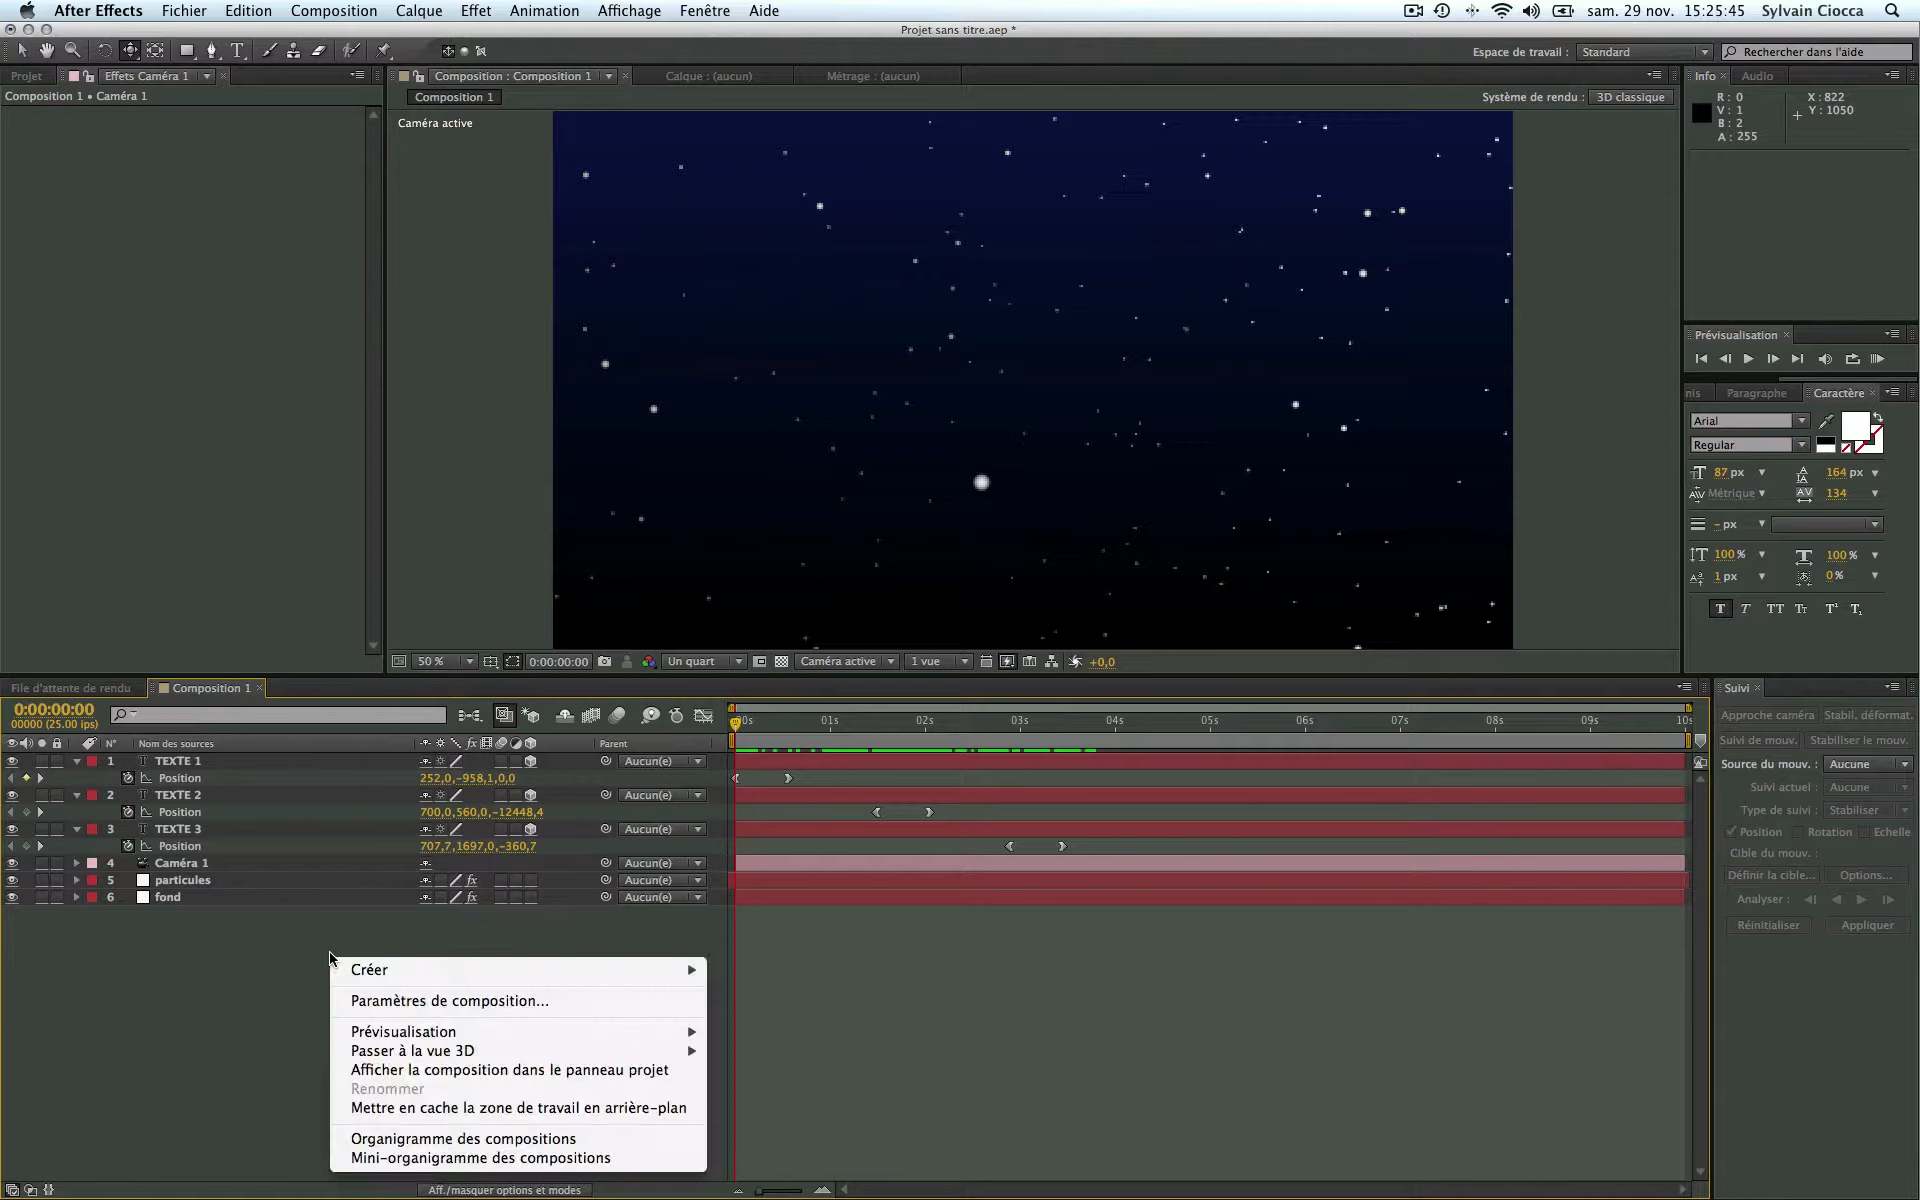 After Effects Fichier Edition Composition Calque Effet Animation Affichage Fenêtre Aide sam. 29 nov. 15:25:45 Sylvain Ciocca
Projet sans titre.aep *
Espace de travail : Standard Rechercher dans l'aide
Projet Effets Caméra 1 Composition : Composition 1 Calque : (aucun) Métrage : (aucun) Info Audio
Composition 1 • Caméra 1 Composition 1 Système de rendu : 3D classique
R : 0 X : 822
V : 1 Y : 1050
B : 2
A : 255
Caméra active
Prévisualisation
nis Paragraphe Caractère
Arial
Regular
87 px 164 px
Métrique 134
- px
100 % 100 %
1 px 0 %
T T TT Tt T¹ T₁
50 % 0:00:00:00 Un quart Caméra active 1 vue +0,0
File d'attente de rendu Composition 1 Suivi
0:00:00:00
00000 (25.00 ips)
0s 01s 02s 03s 04s 05s 06s 07s 08s 09s 10s
Approche caméra Stabil. déformat.
Suivi de mouv. Stabiliser le mouv.
N° Nom des sources fx Parent
1 T TEXTE 1 Aucun(e)
Position 252,0,-958,1,0,0
2 T TEXTE 2 Aucun(e)
Position 700,0,560,0,-12448,4
3 T TEXTE 3 Aucun(e)
Position 707,7,1697,0,-360,7
4 Caméra 1 Aucun(e)
5 particules fx Aucun(e)
6 fond fx Aucun(e)
Source du mouv. : Aucune
Suivi actuel : Aucune
Type de suivi : Stabiliser
Position Rotation Echelle
Cible du mouv. :
Définir la cible... Options...
Analyser :
Réinitialiser Appliquer
Créer
Paramètres de composition...
Prévisualisation
Passer à la vue 3D
Afficher la composition dans le panneau projet
Renommer
Mettre en cache la zone de travail en arrière-plan
Organigramme des compositions
Mini-organigramme des compositions
Aff./masquer options et modes